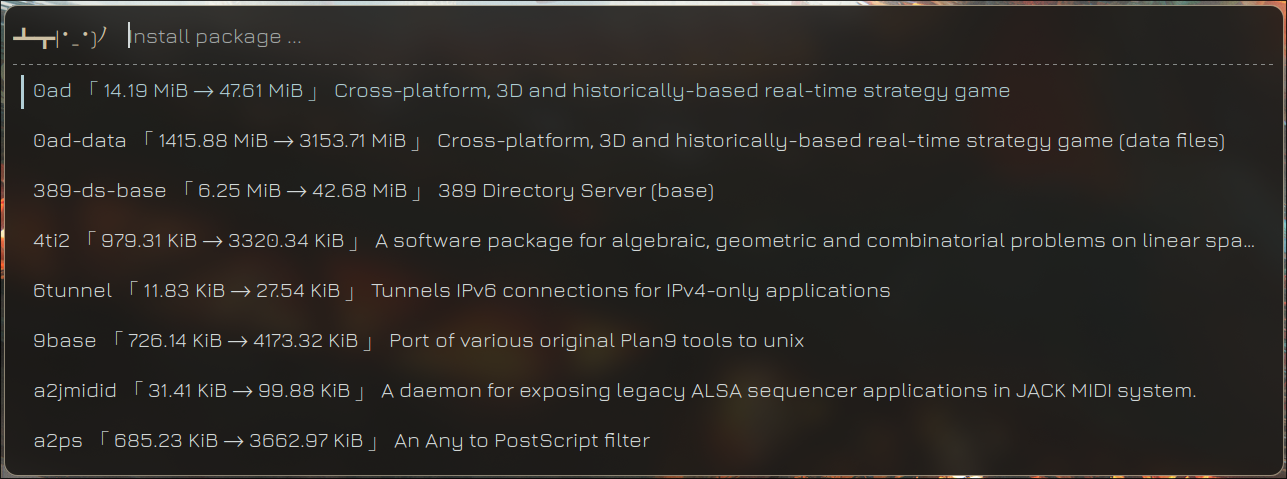 ┻━┳|･_･)ﾉ Install package ...
0ad 「 14.19 MiB → 47.61 MiB 」 Cross-platform, 3D and historically-based real-time strategy game
0ad-data 「 1415.88 MiB → 3153.71 MiB 」 Cross-platform, 3D and historically-based real-time strategy game (data files)
389-ds-base 「 6.25 MiB → 42.68 MiB 」 389 Directory Server (base)
4ti2 「 979.31 KiB → 3320.34 KiB 」 A software package for algebraic, geometric and combinatorial problems on linear spa...
6tunnel 「 11.83 KiB → 27.54 KiB 」 Tunnels IPv6 connections for IPv4-only applications
9base 「 726.14 KiB → 4173.32 KiB 」 Port of various original Plan9 tools to unix
a2jmidid 「 31.41 KiB → 99.88 KiB 」 A daemon for exposing legacy ALSA sequencer applications in JACK MIDI system.
a2ps 「 685.23 KiB → 3662.97 KiB 」 An Any to PostScript filter